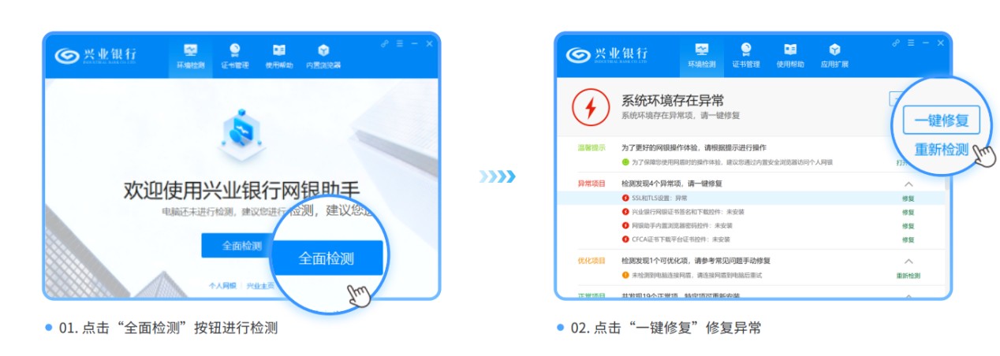 兴业银行
INDUSTRIAL BANK CO.,LTD.
环境检测
证书管理
使用帮助
内置浏览器
欢迎使用兴业银行网银助手
电脑还未进行检测，建议您进行
检测，建议您
全面检测
全面检测
个人网银
兴业主页
01. 点击“全面检测”按钮进行检测
兴业银行
INDUSTRIAL BANK CO.,LTD.
环境检测
证书管理
使用帮助
应用扩展
系统环境存在异常
系统环境存在异常项，请一键修复
一键修复
重新检测
温馨提示
为了更好的网银操作体验，请根据提示进行操作
为了保障您使用网盾时的操作体验，建议您通过内置安全浏览器访问个人网银
打开
异常项目
检测发现4个异常项，请一键修复
SSL和TLS设置：异常
修复
兴业银行网银证书签名和下载控件：未安装
修复
网银助手内置浏览器密码控件：未安装
修复
CFCA证书下载平台证书控件：未安装
修复
优化项目
检测发现1个可优化项，请参考常见问题手动修复
未检测到电脑连接网盾，请连接网盾到电脑后重试
重新检测
正常项目
共发现19个正常项，特定项可重新安装
02. 点击“一键修复”修复异常